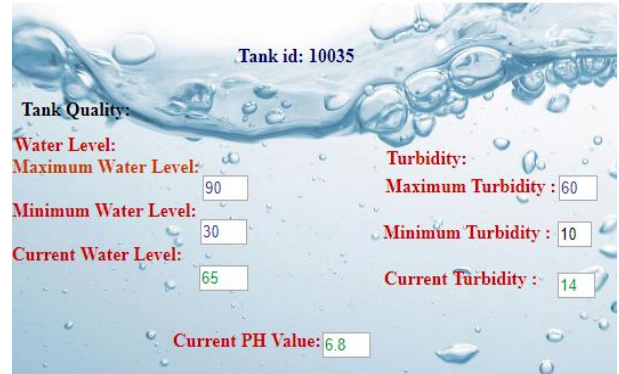 Tank id: 10035
Tank Quality:
Water Level:
Maximum Water Level:
90
Minimum Water Level:
30
Current Water Level:
65
Turbidity:
Maximum Turbidity : 60
Minimum Turbidity : 10
Current Turbidity : 14
Current PH Value: 6.8